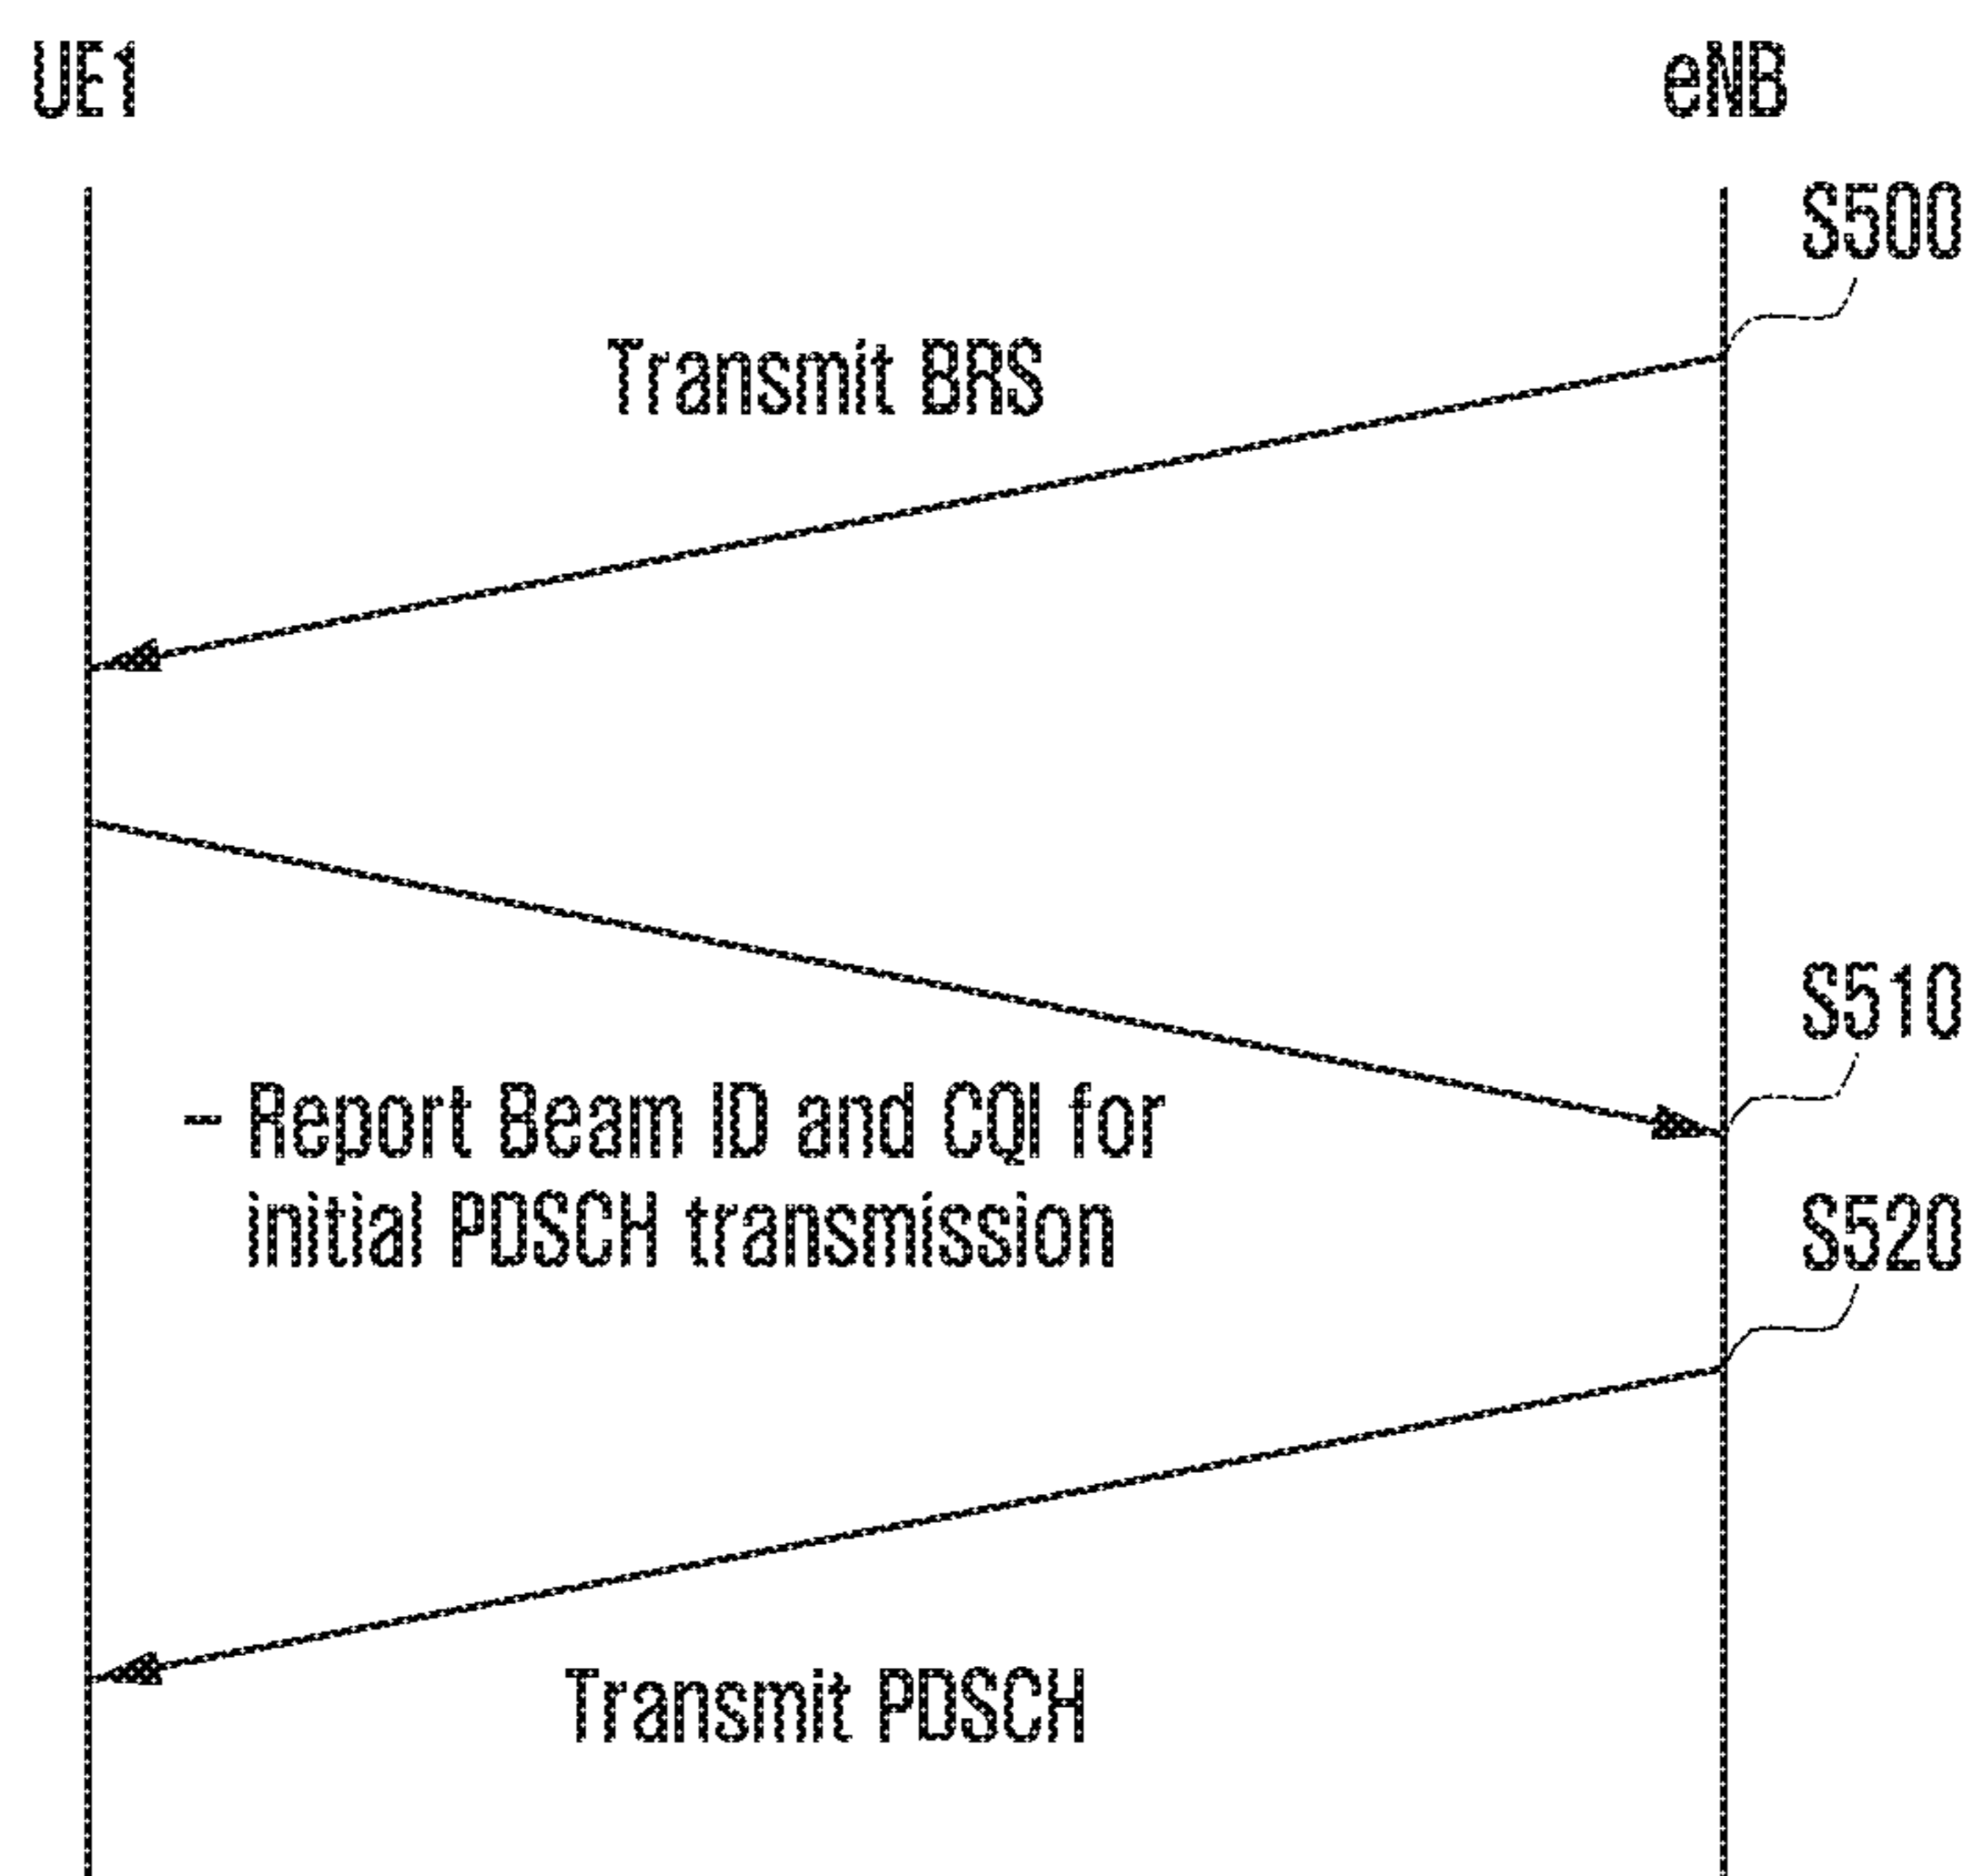 UE1
eNB
S500
Transmit BRS
S510
- Report Beam ID and CQI for
initial PDSCH transmission
S520
Transmit PDSCH